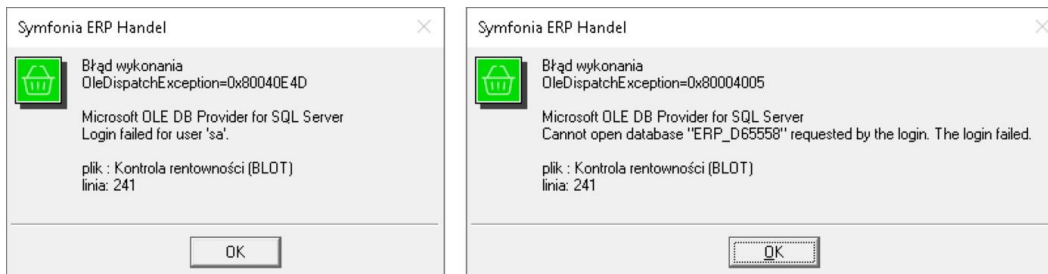 Symfonia ERP Handel
Błąd wykonania
OleDispatchException=0x80040E4D
Microsoft OLE DB Provider for SQL Server
Login failed for user 'sa'.
plik : Kontrola rentowności (BLOT)
linia: 241
OK
Symfonia ERP Handel
Błąd wykonania
OleDispatchException=0x80004005
Microsoft OLE DB Provider for SQL Server
Cannot open database "ERP_D65558" requested by the login. The login failed.
plik : Kontrola rentowności (BLOT)
linia: 241
OK